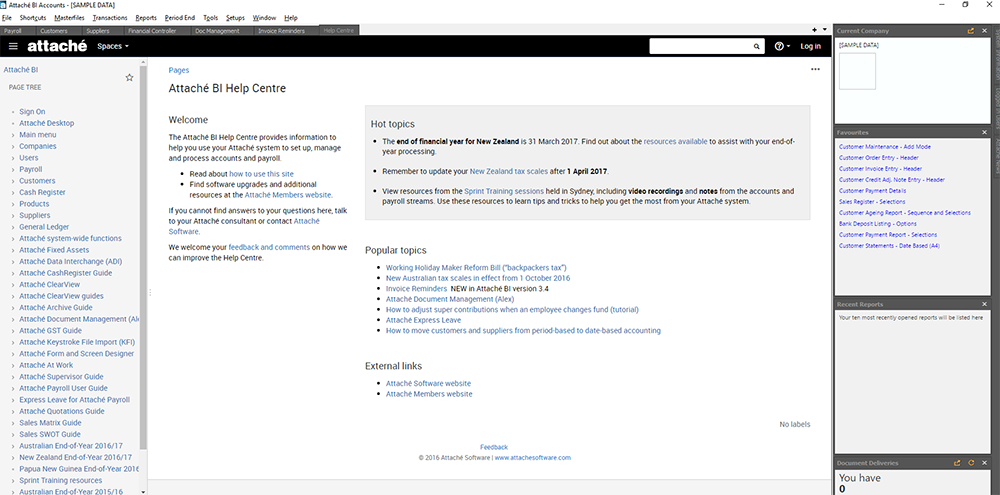 Attaché BI Accounts - [SAMPLE DATA]
File Shortcuts Masterfiles Transactions Reports Period End Tools Setups Window Help
Payroll Customers Suppliers Financial Controller Doc Management Invoice Reminders Help Centre
attaché Spaces Log in
Attaché BI
PAGE TREE
Sign On
Attaché Desktop
Main menu
Companies
Users
Payroll
Customers
Cash Register
Products
Suppliers
General Ledger
Attaché system-wide functions
Attaché Fixed Assets
Attaché Data Interchange (ADI)
Attaché CashRegister Guide
Attaché ClearView
Attaché ClearView guides
Attaché Archive Guide
Attaché Document Management (Ale
Attaché GST Guide
Attaché Keystroke File Import (KFI)
Attaché Form and Screen Designer
Attaché At Work
Attaché Supervisor Guide
Attaché Payroll User Guide
Express Leave for Attaché Payroll
Attaché Quotations Guide
Sales Matrix Guide
Sales SWOT Guide
Australian End-of-Year 2016/17
New Zealand End-of-Year 2016/17
Papua New Guinea End-of-Year 2016
Sprint Training resources
Australian End-of-Year 2015/16
Pages
Attaché BI Help Centre
Welcome
The Attaché BI Help Centre provides information
to help you use your Attaché system to set up, manage
and process accounts and payroll.
Read about how to use this site
Find software upgrades and additional
resources at the Attaché Members website.
If you cannot find answers to your questions here, talk
to your Attaché consultant or contact Attaché
Software.
We welcome your feedback and comments on how we
can improve the Help Centre.
Hot topics
The end of financial year for New Zealand is 31 March 2017. Find out about the resources available to assist with your end-of-
year processing.
Remember to update your New Zealand tax scales after 1 April 2017.
View resources from the Sprint Training sessions held in Sydney, including video recordings and notes from the accounts and
payroll streams. Use these resources to learn tips and tricks to help you get the most from your Attaché system.
Popular topics
Working Holiday Maker Reform Bill ("backpackers tax")
New Australian tax scales in effect from 1 October 2016
Invoice Reminders NEW in Attaché BI version 3.4
Attaché Document Management (Alex)
How to adjust super contributions when an employee changes fund (tutorial)
Attaché Express Leave
How to move customers and suppliers from period-based to date-based accounting
External links
Attaché Software website
Attaché Members website
No labels
Feedback
© 2016 Attaché Software | www.attachesoftware.com
Current Company
[SAMPLE DATA]
Favourites
Customer Maintenance - Add Mode
Customer Order Entry - Header
Customer Invoice Entry - Header
Customer Credit Adj. Note Entry - Header
Customer Payment Details
Sales Register - Selections
Customer Ageing Report - Sequence and Selections
Bank Deposit Listing - Options
Customer Payment Report - Selections
Customer Statements - Date Based (A4)
Recent Reports
Your ten most recently opened reports will be listed here
Document Deliveries
You have
0